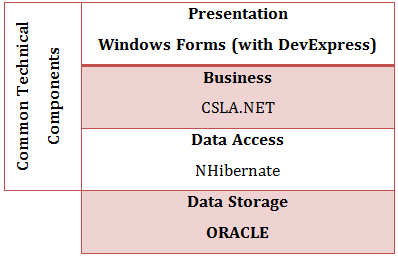 Common Technical
Components
Presentation
Windows Forms (with DevExpress)
Business
CSLA.NET
Data Access
NHibernate
Data Storage
ORACLE